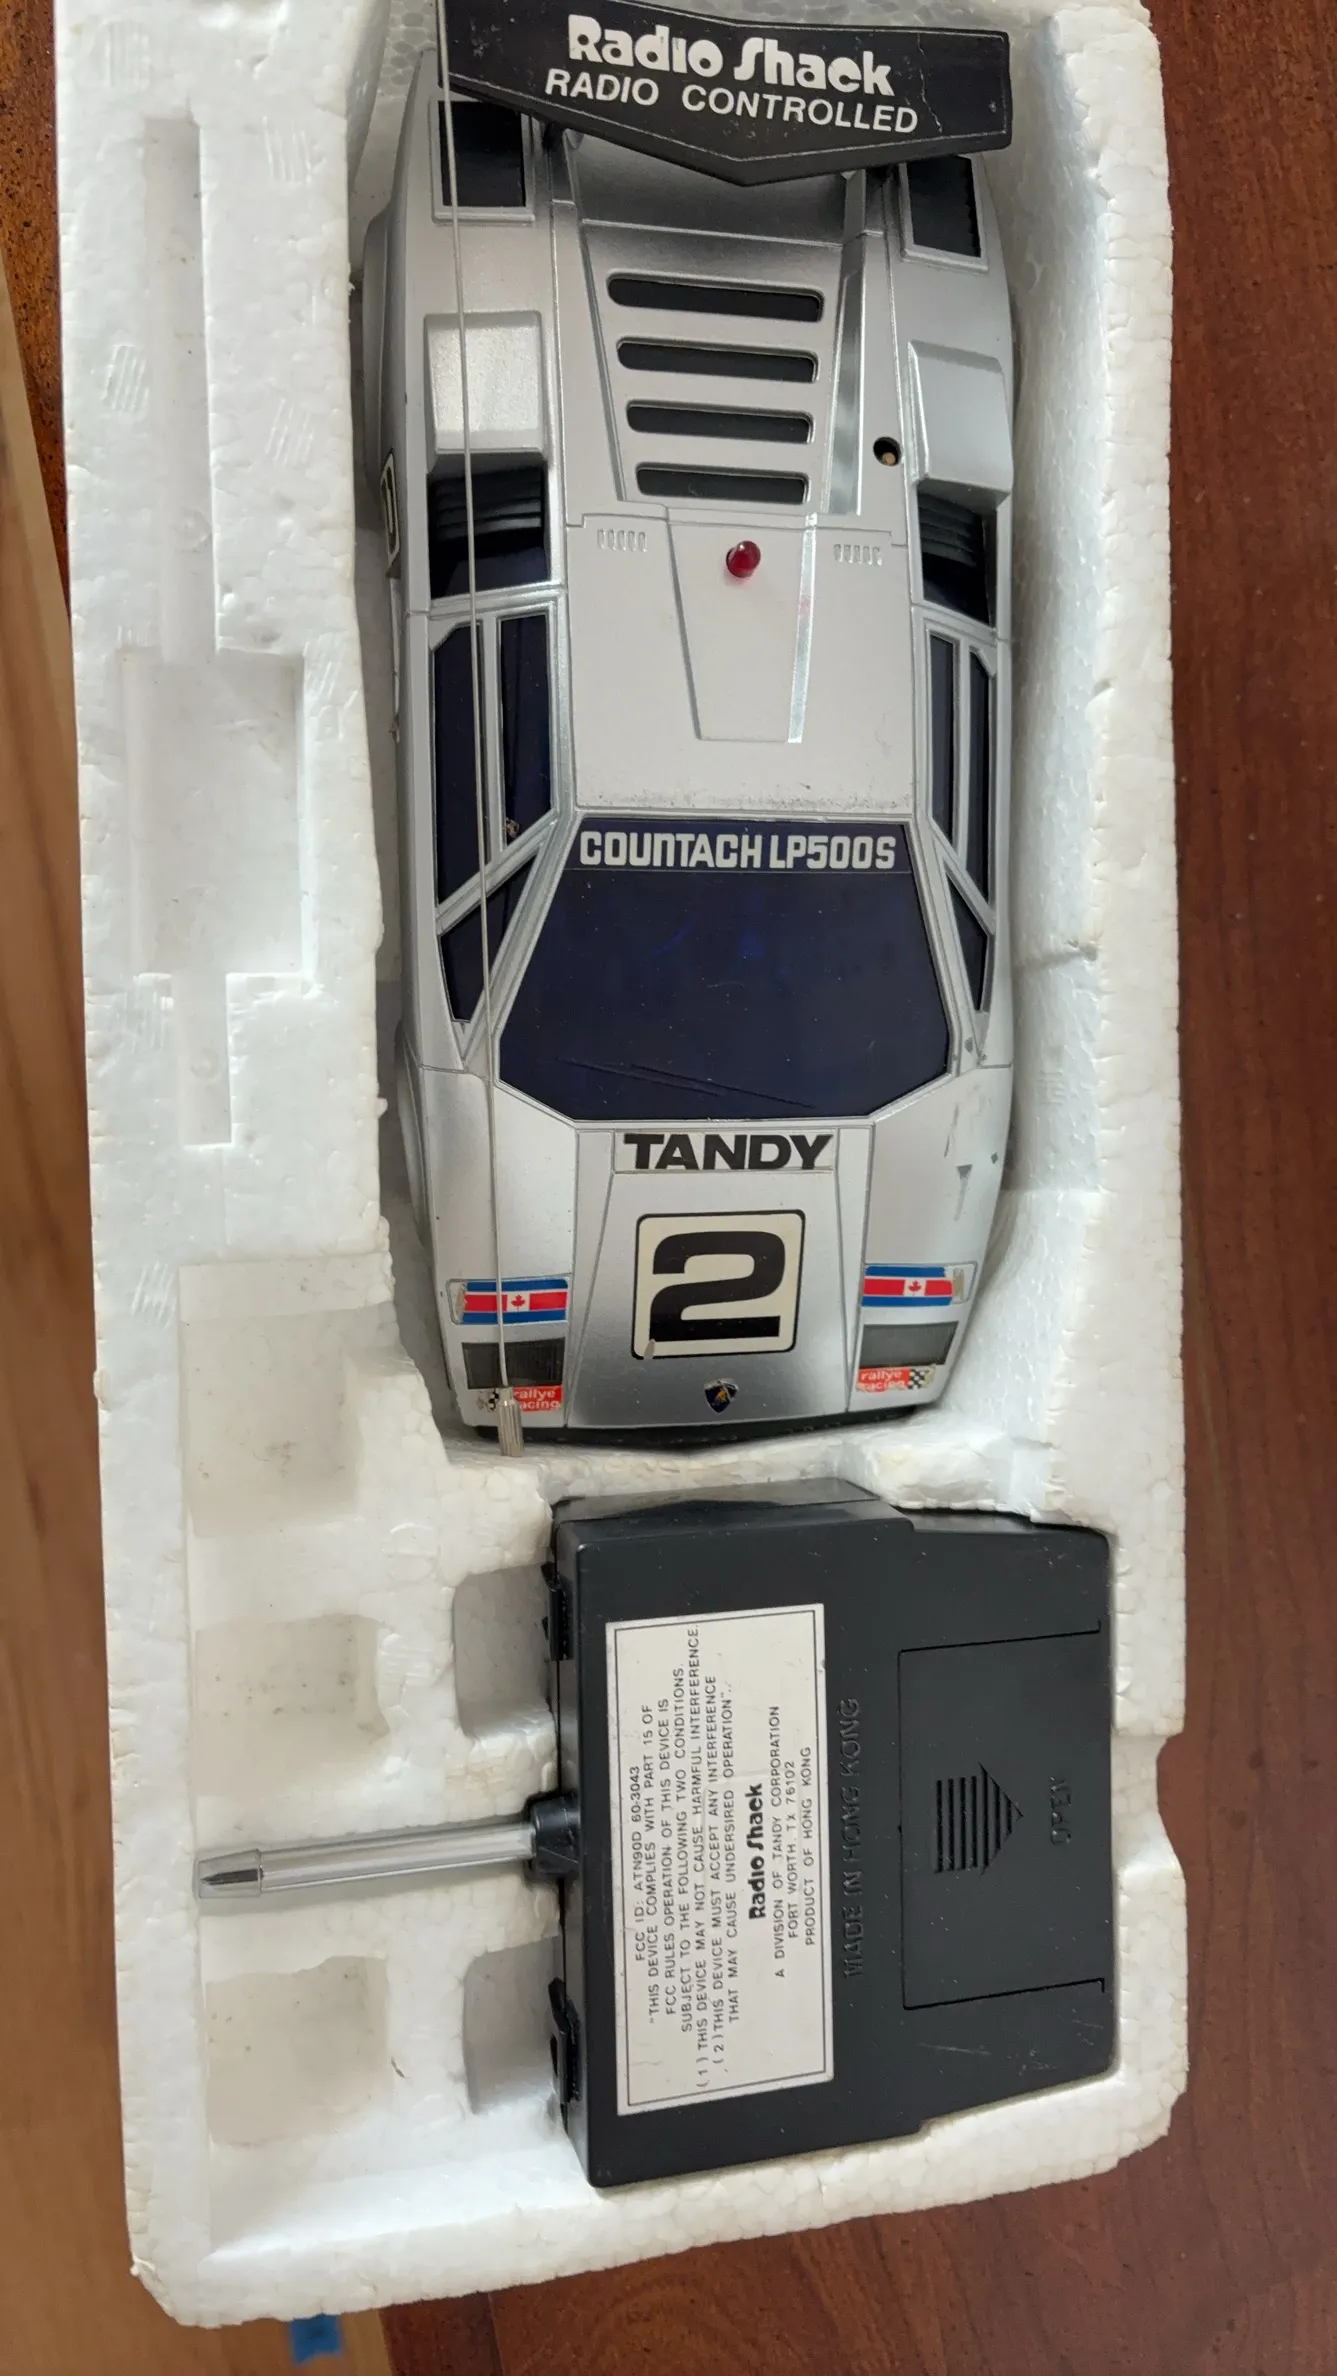 Radio Shack
RADIO CONTROLLED
COUNTACH LP500S
TANDY
2
rallye
racing
rallye
racing
FCC ID: ATN90D 60-3043
"THIS DEVICE COMPLIES WITH PART 15 OF
FCC RULES OPERATION OF THIS DEVICE IS
SUBJECT TO THE FOLLOWING TWO CONDITIONS.
(1) THIS DEVICE MAY NOT CAUSE HARMFUL INTERFERENCE.
(2) THIS DEVICE MUST ACCEPT ANY INTERFERENCE
THAT MAY CAUSE UNDERSIRED OPERATION".
Radio Shack
A DIVISION OF TANDY CORPORATION
FORT WORTH. TX 76102
PRODUCT OF HONG KONG
MADE IN HONG KONG
OPEN